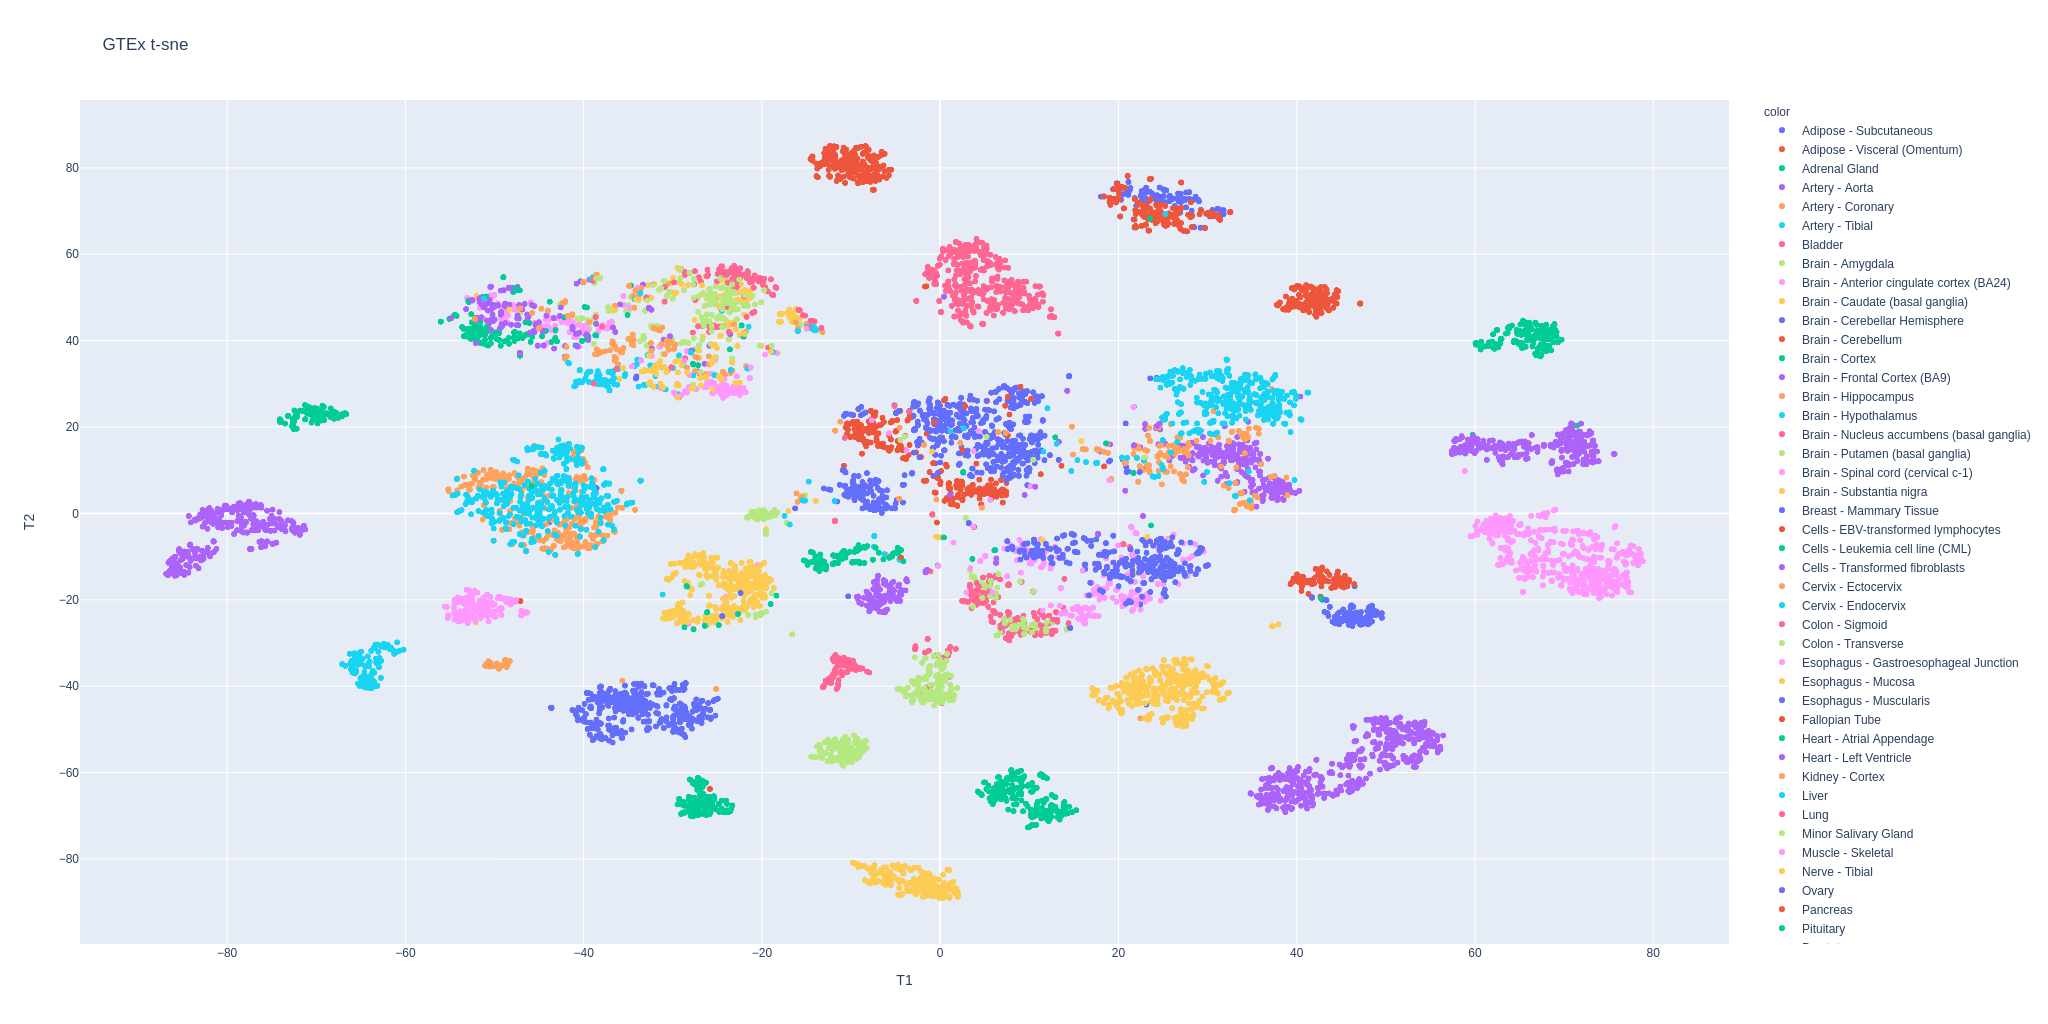 GTEx t-sne
T2
80
60
40
20
0
−20
−40
−60
−80
−80
−60
−40
−20
0
20
40
60
80
T1
color
Adipose - Subcutaneous
Adipose - Visceral (Omentum)
Adrenal Gland
Artery - Aorta
Artery - Coronary
Artery - Tibial
Bladder
Brain - Amygdala
Brain - Anterior cingulate cortex (BA24)
Brain - Caudate (basal ganglia)
Brain - Cerebellar Hemisphere
Brain - Cerebellum
Brain - Cortex
Brain - Frontal Cortex (BA9)
Brain - Hippocampus
Brain - Hypothalamus
Brain - Nucleus accumbens (basal ganglia)
Brain - Putamen (basal ganglia)
Brain - Spinal cord (cervical c-1)
Brain - Substantia nigra
Breast - Mammary Tissue
Cells - EBV-transformed lymphocytes
Cells - Leukemia cell line (CML)
Cells - Transformed fibroblasts
Cervix - Ectocervix
Cervix - Endocervix
Colon - Sigmoid
Colon - Transverse
Esophagus - Gastroesophageal Junction
Esophagus - Mucosa
Esophagus - Muscularis
Fallopian Tube
Heart - Atrial Appendage
Heart - Left Ventricle
Kidney - Cortex
Liver
Lung
Minor Salivary Gland
Muscle - Skeletal
Nerve - Tibial
Ovary
Pancreas
Pituitary